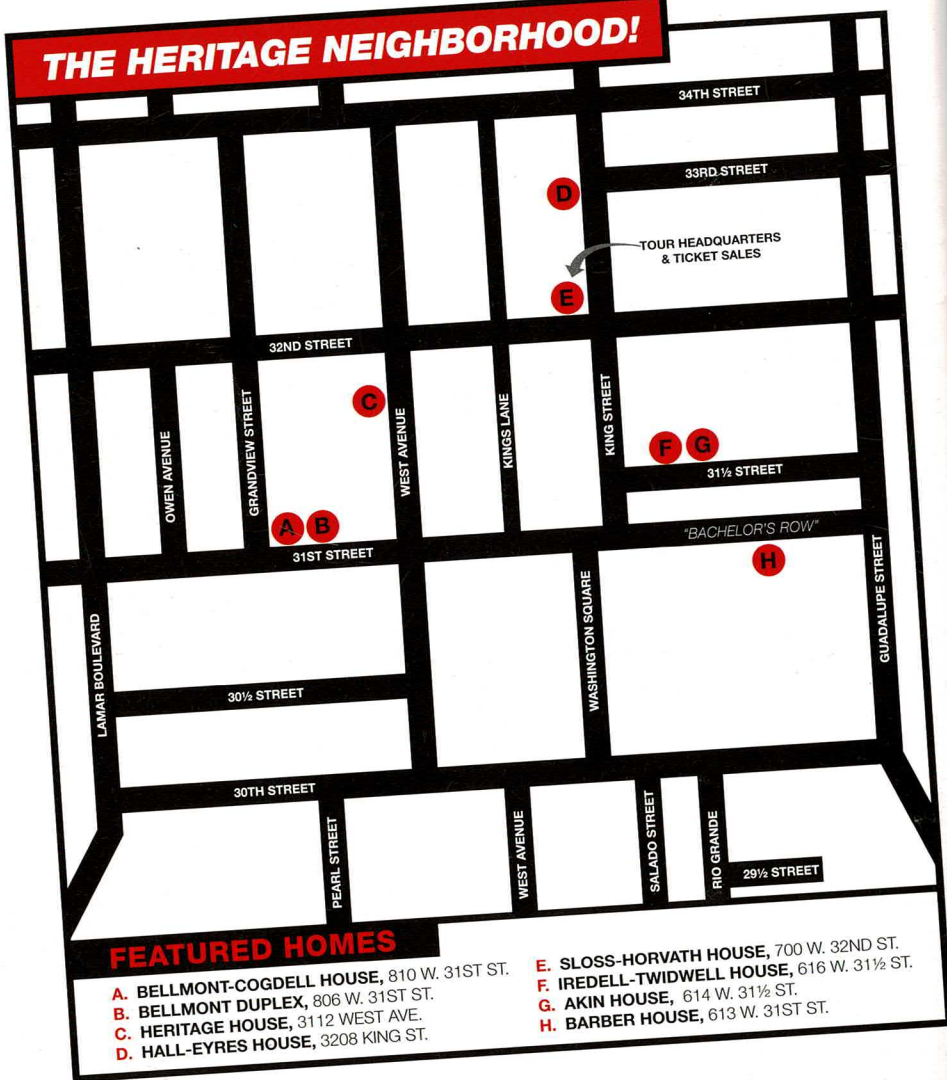 THE HERITAGE NEIGHBORHOOD!
34TH STREET
33RD STREET
D
TOUR HEADQUARTERS
& TICKET SALES
E
32ND STREET
C
OWEN AVENUE
GRANDVIEW STREET
WEST AVENUE
KINGS LANE
KING STREET
F G
31½ STREET
A B
31ST STREET
"BACHELOR'S ROW"
H
LAMAR BOULEVARD
WASHINGTON SQUARE
GUADALUPE STREET
30½ STREET
30TH STREET
PEARL STREET
WEST AVENUE
SALADO STREET
RIO GRANDE
29½ STREET
FEATURED HOMES
A. BELLMONT-COGDELL HOUSE, 810 W. 31ST ST.
B. BELLMONT DUPLEX, 806 W. 31ST ST.
C. HERITAGE HOUSE, 3112 WEST AVE.
D. HALL-EYRES HOUSE, 3208 KING ST.
E. SLOSS-HORVATH HOUSE, 700 W. 32ND ST.
F. IREDELL-TWIDWELL HOUSE, 616 W. 31½ ST.
G. AKIN HOUSE, 614 W. 31½ ST.
H. BARBER HOUSE, 613 W. 31ST ST.